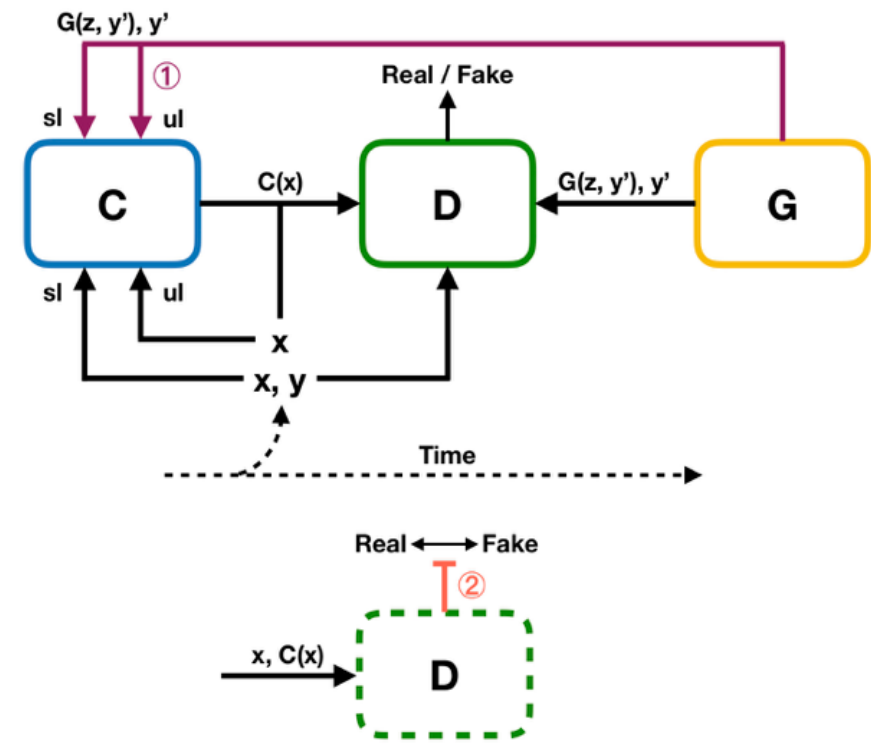 G(z, y’), y’
①
Real / Fake
sl
ul
C
C(x)
D
G(z, y’), y’
G
sl
ul
x
x, y
Time
Real
Fake
②
x, C(x)
D